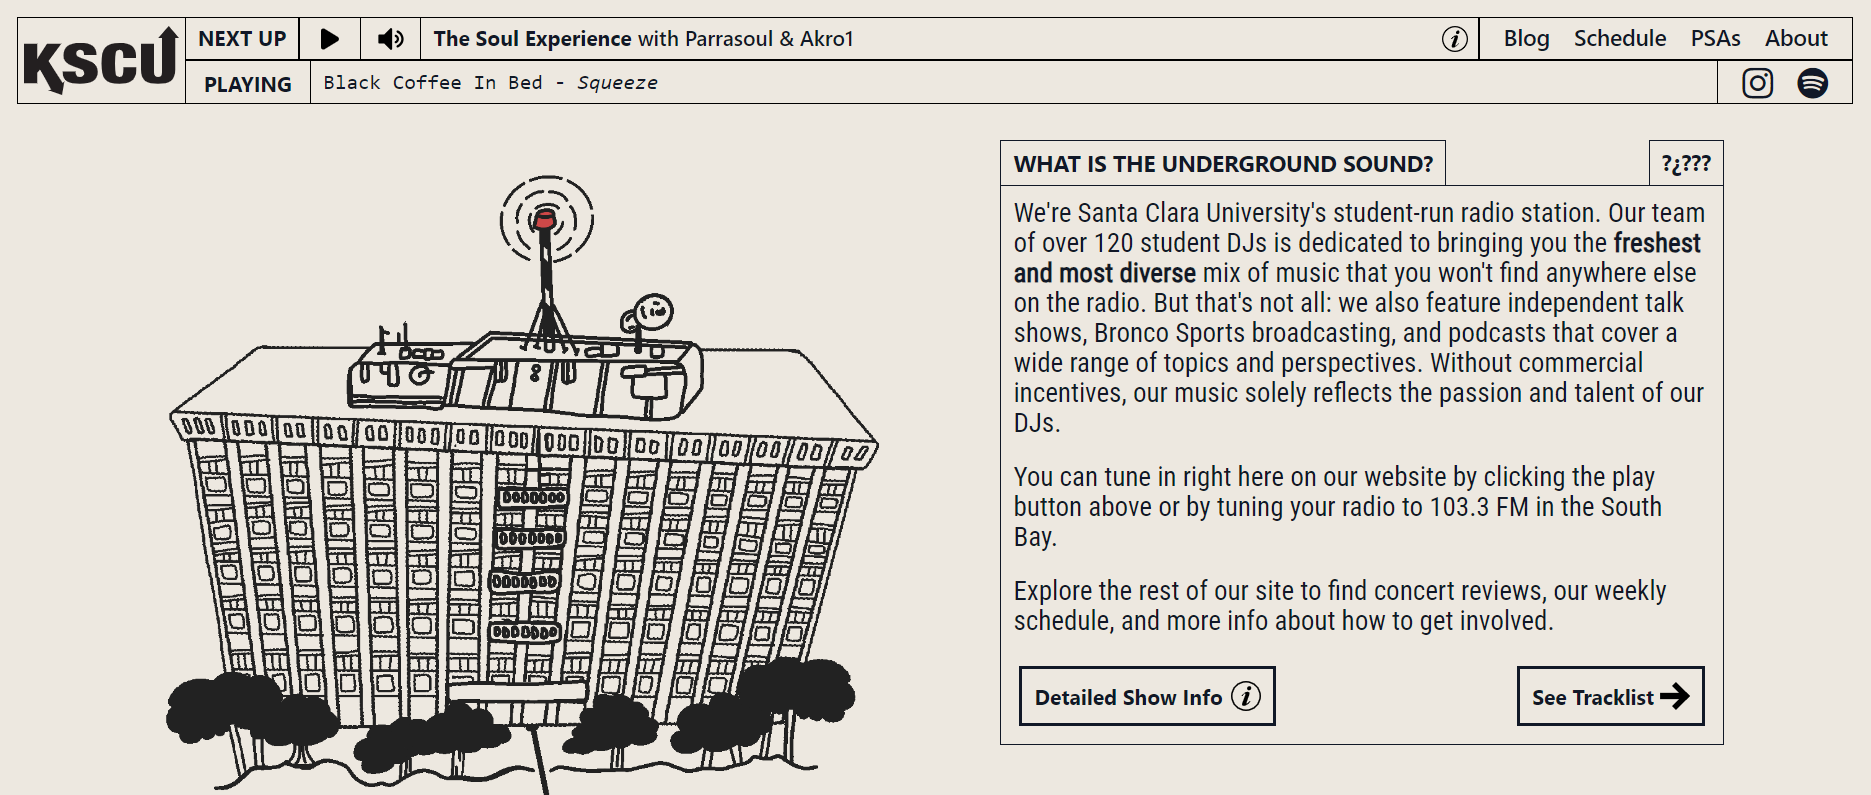 KSCU
NEXT UP
The Soul Experience with Parrasoul & Akro1
i
Blog Schedule PSAs About
PLAYING
Black Coffee In Bed - Squeeze
WHAT IS THE UNDERGROUND SOUND?
?¿???
We're Santa Clara University's student-run radio station. Our team
of over 120 student DJs is dedicated to bringing you the freshest
and most diverse mix of music that you won't find anywhere else
on the radio. But that's not all: we also feature independent talk
shows, Bronco Sports broadcasting, and podcasts that cover a
wide range of topics and perspectives. Without commercial
incentives, our music solely reflects the passion and talent of our
DJs.
You can tune in right here on our website by clicking the play
button above or by tuning your radio to 103.3 FM in the South
Bay.
Explore the rest of our site to find concert reviews, our weekly
schedule, and more info about how to get involved.
Detailed Show Info i
See Tracklist